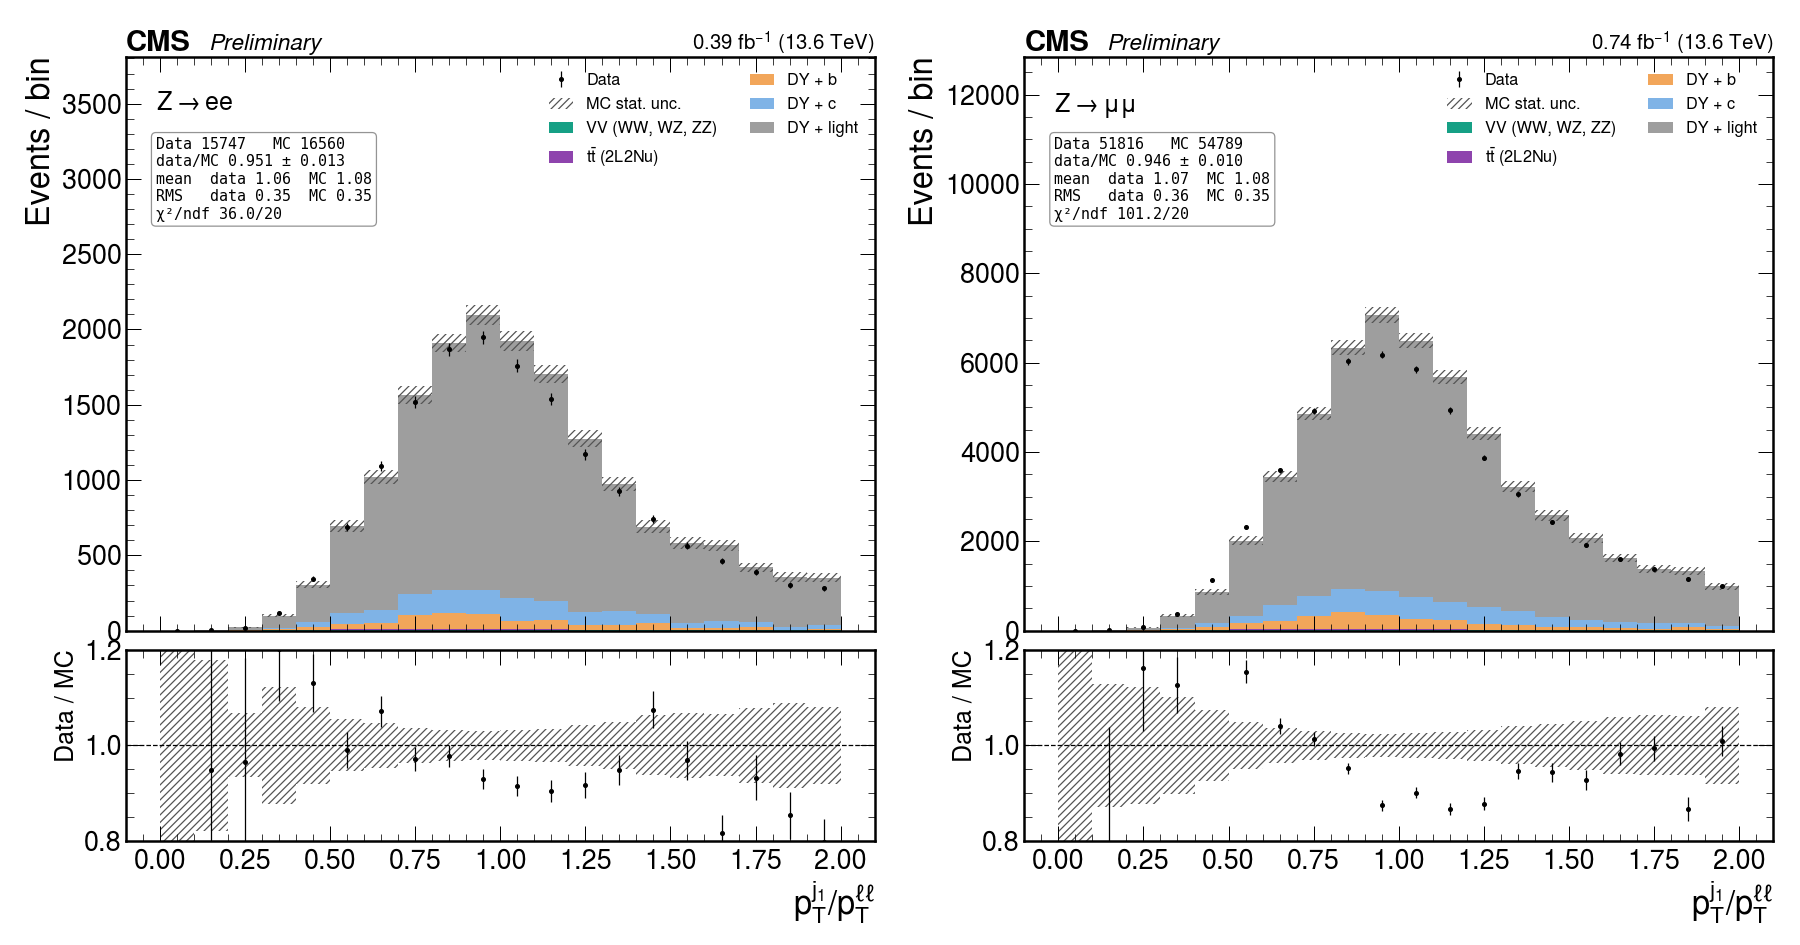 CMS Preliminary 0.39 fb⁻¹ (13.6 TeV)
Events / bin
3500
3000
2500
2000
1500
1000
500
0
Z → ee
Data 15747 MC 16560
data/MC 0.951 ± 0.013
mean data 1.06 MC 1.08
RMS data 0.35 MC 0.35
χ²/ndf 36.0/20
Data
MC stat. unc.
VV (WW, WZ, ZZ)
tt̄ (2L2Nu)
DY + b
DY + c
DY + light
Data / MC
1.2
1.0
0.8
0.00 0.25 0.50 0.75 1.00 1.25 1.50 1.75 2.00
p_T^{j_1}/p_T^{ℓℓ}
CMS Preliminary 0.74 fb⁻¹ (13.6 TeV)
Events / bin
12000
10000
8000
6000
4000
2000
0
Z → μμ
Data 51816 MC 54789
data/MC 0.946 ± 0.010
mean data 1.07 MC 1.08
RMS data 0.36 MC 0.35
χ²/ndf 101.2/20
Data
MC stat. unc.
VV (WW, WZ, ZZ)
tt̄ (2L2Nu)
DY + b
DY + c
DY + light
Data / MC
1.2
1.0
0.8
0.00 0.25 0.50 0.75 1.00 1.25 1.50 1.75 2.00
p_T^{j_1}/p_T^{ℓℓ}